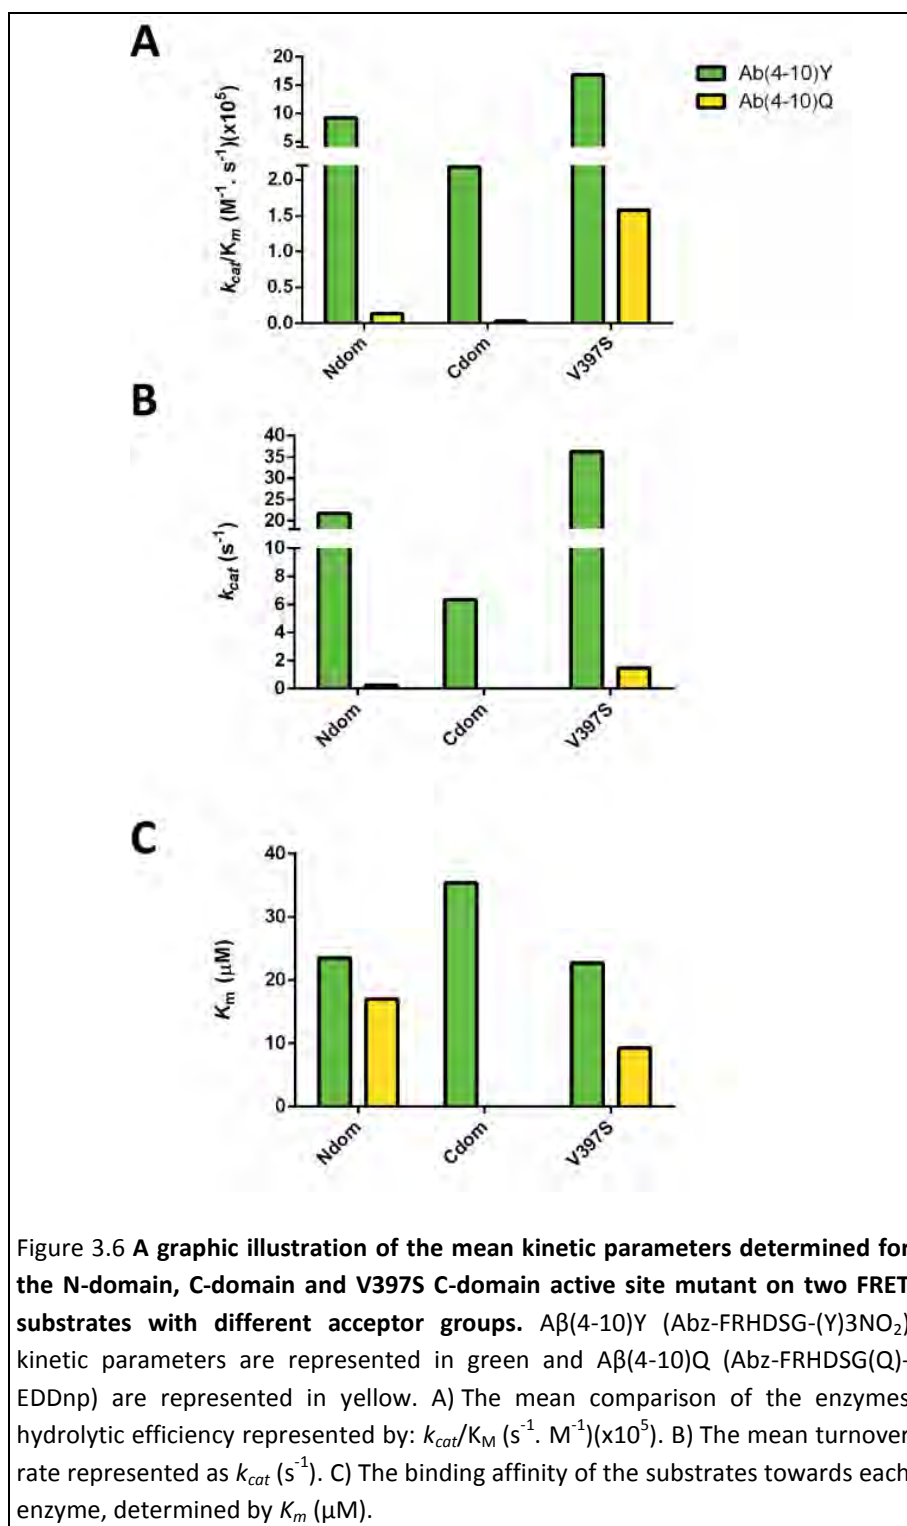 A
20
15
10
5
2.0
1.5
1.0
0.5
0.0
kcat/Km (M-1. s-1)(x105)
Ab(4-10)Y
Ab(4-10)Q
Ndom
Cdom
V397S
B
40
35
30
25
20
10
8
6
4
2
0
kcat (s-1)
Ndom
Cdom
V397S
C
40
30
20
10
0
Km (µM)
Ndom
Cdom
V397S
Figure 3.6 A graphic illustration of the mean kinetic parameters determined for
the N-domain, C-domain and V397S C-domain active site mutant on two FRET
substrates with different acceptor groups. Aβ(4-10)Y (Abz-FRHDSG-(Y)3NO2)
kinetic parameters are represented in green and Aβ(4-10)Q (Abz-FRHDSG(Q)-
EDDnp) are represented in yellow. A) The mean comparison of the enzymes
hydrolytic efficiency represented by: kcat/KM (s-1. M-1)(x105). B) The mean turnover
rate represented as kcat (s-1). C) The binding affinity of the substrates towards each
enzyme, determined by Km (µM).